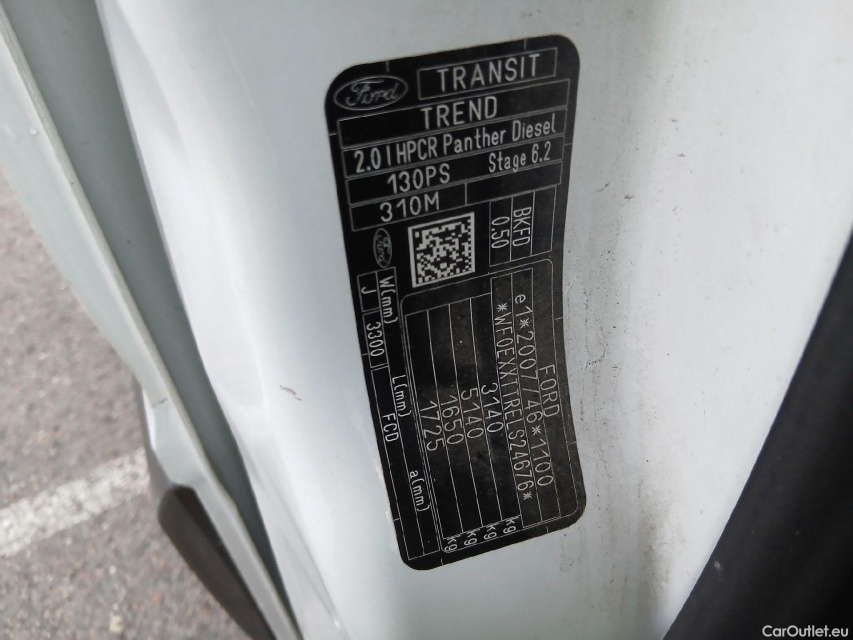 Ford TRANSIT
TREND
2.0 l HPCR Panther Diesel
130PS Stage 6.2
310M
BKFD
0.50
Ford
FORD
e1*2007/46*1100
*WF0EXXTTRELS24676*
3140 kg
5140 kg
1650 kg
1725 kg
W(mm) L(mm) a(mm)
J 3300 FCD
CarOutlet.eu